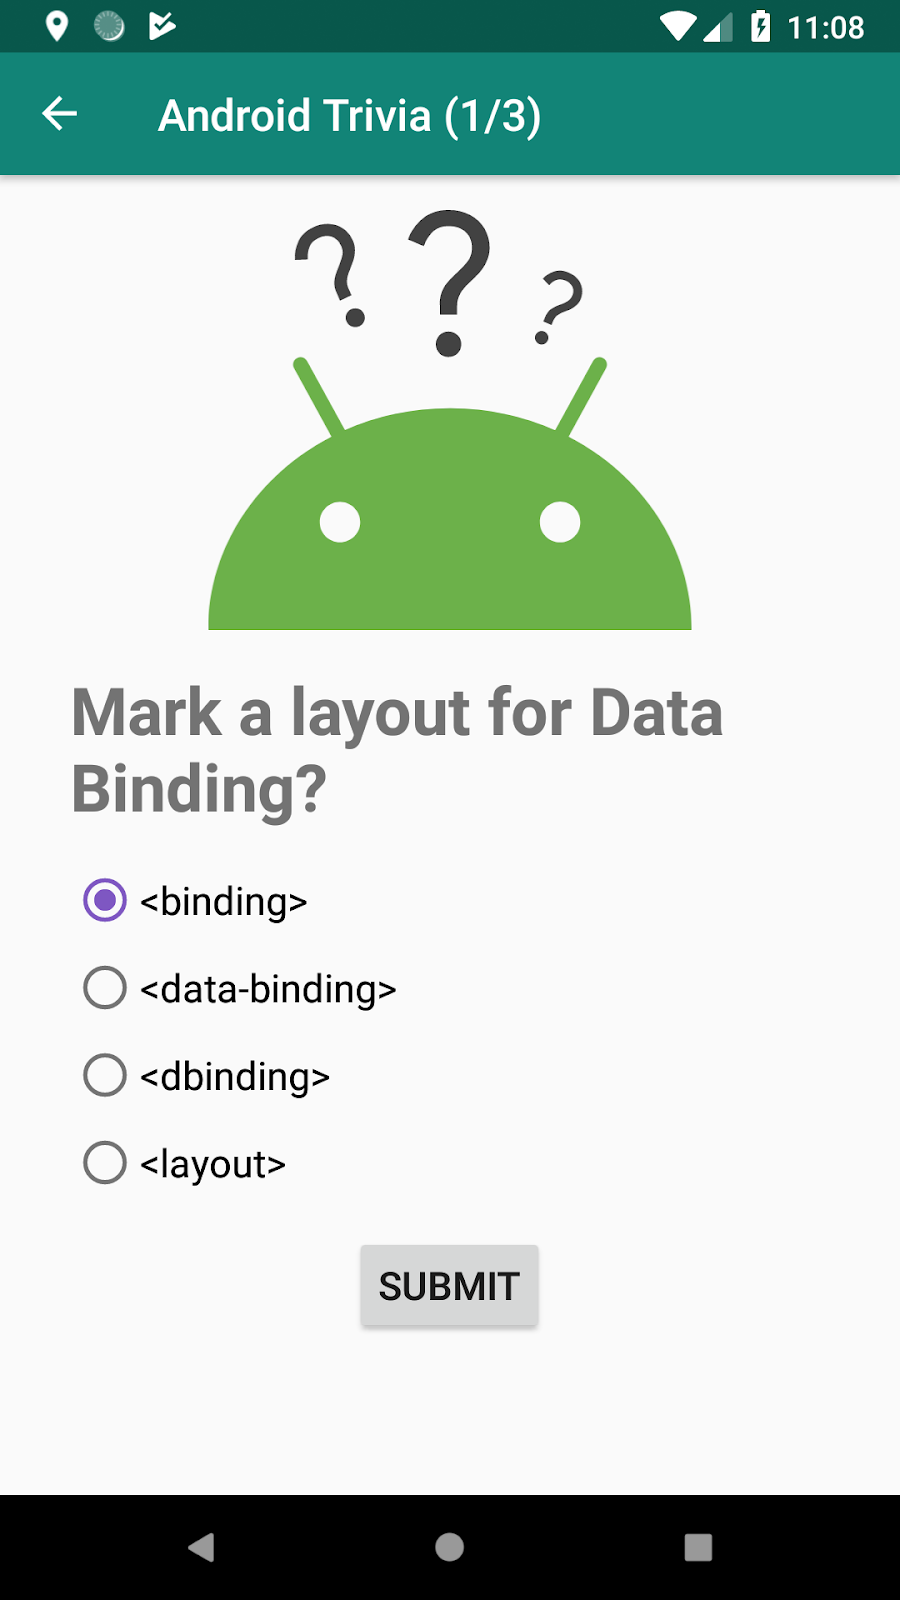 11:08
Android Trivia (1/3)
? ? ?
Mark a layout for Data
Binding?
<binding>
<data-binding>
<dbinding>
<layout>
SUBMIT